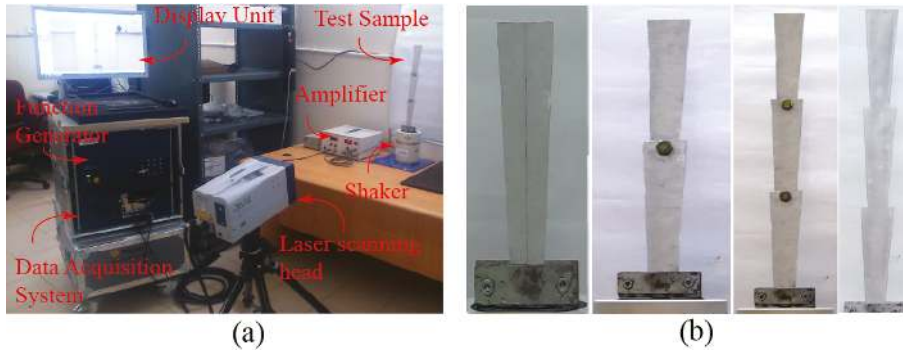 Display Unit
Test Sample
Function
Generator
Amplifier
Shaker
Data Acquisition
System
Laser scanning
head
(a)
(b)